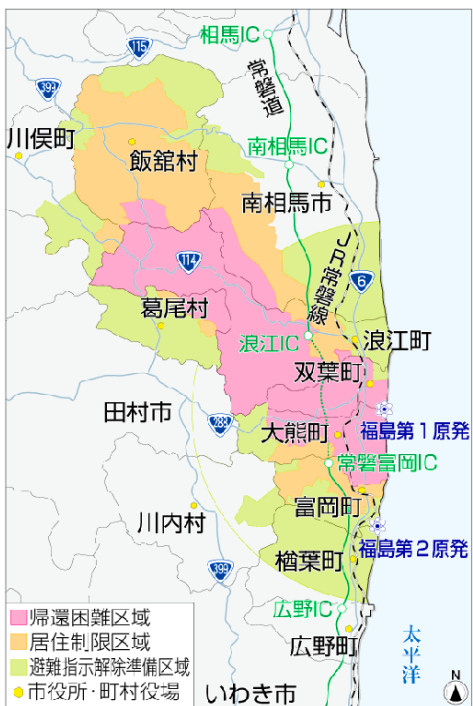 相馬IC
115
常磐道
399
川俣町
飯舘村
南相馬IC
南相馬市
114
JR常磐線
6
葛尾村
浪江IC
浪江町
双葉町
田村市
288
大熊町
福島第1原発
常磐富岡IC
富岡町
川内村
福島第2原発
楢葉町
399
広野IC
広野町
太平洋
帰還困難区域
居住制限区域
避難指示解除準備区域
市役所・町村役場
いわき市
N